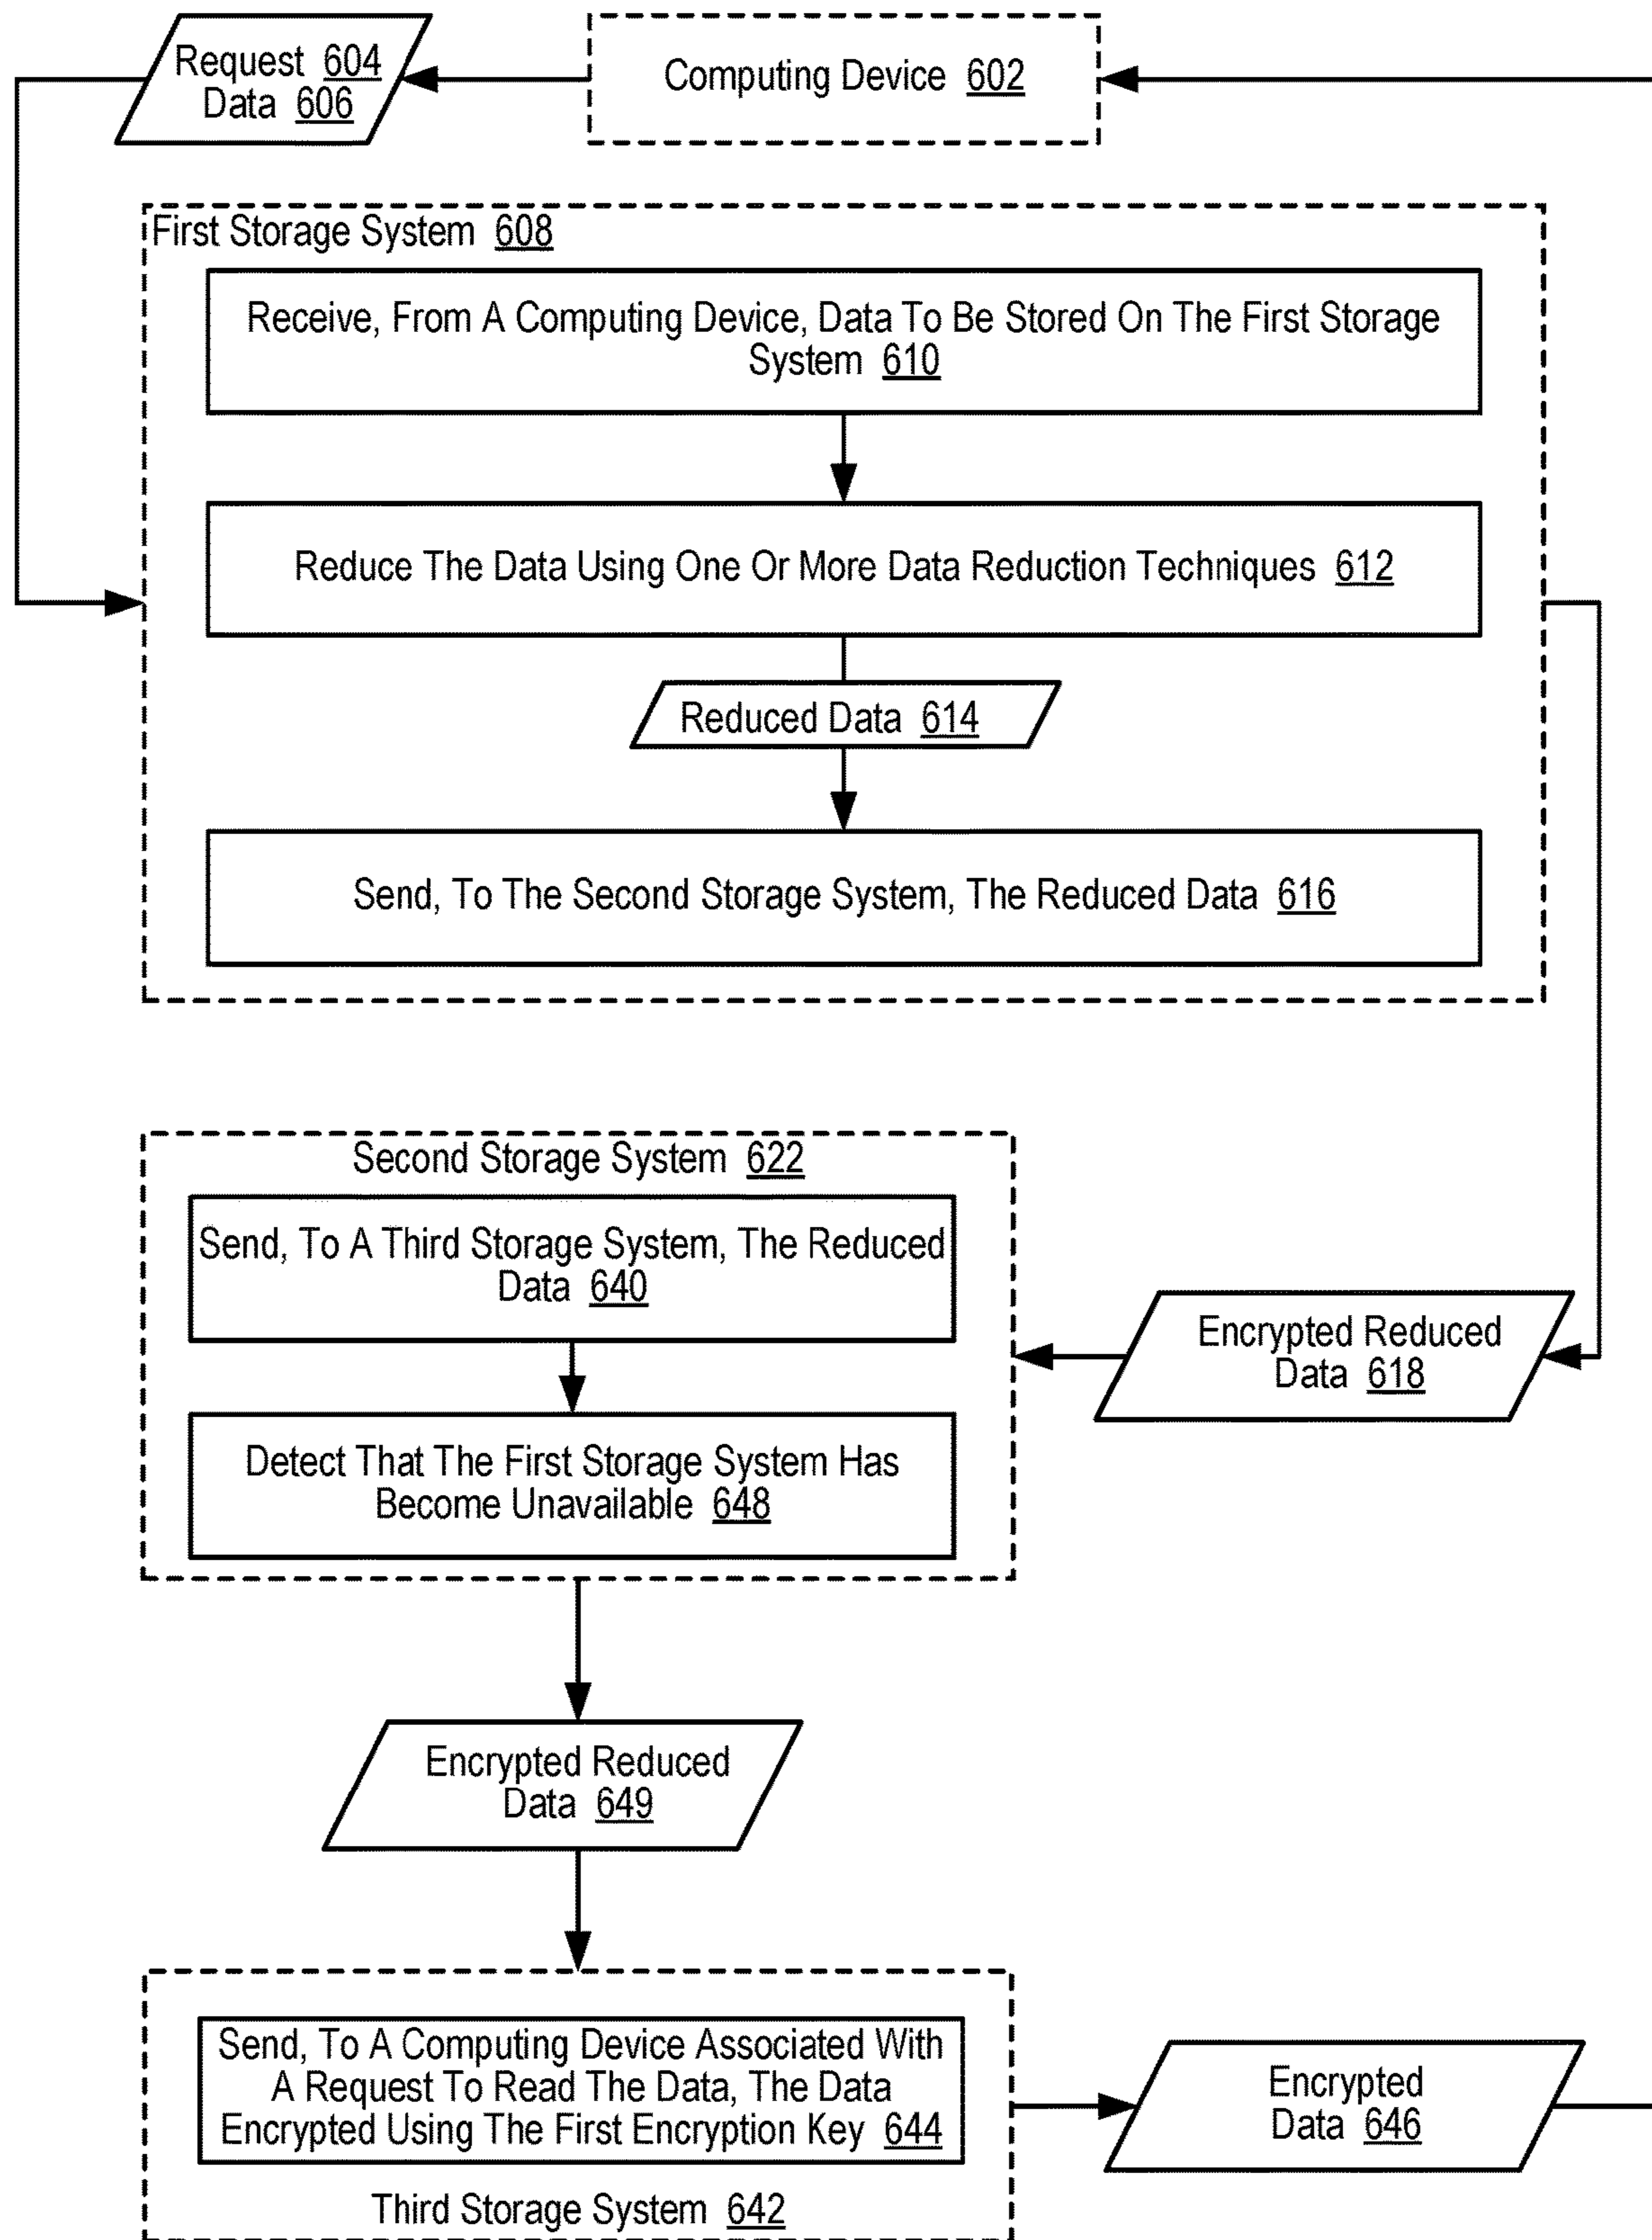 Request 604
Data 606
Computing Device 602
First Storage System 608
Receive, From A Computing Device, Data To Be Stored On The First Storage
System 610
Reduce The Data Using One Or More Data Reduction Techniques 612
Reduced Data 614
Send, To The Second Storage System, The Reduced Data 616
Second Storage System 622
Send, To A Third Storage System, The Reduced
Data 640
Encrypted Reduced
Data 618
Detect That The First Storage System Has
Become Unavailable 648
Encrypted Reduced
Data 649
Send, To A Computing Device Associated With
A Request To Read The Data, The Data
Encrypted Using The First Encryption Key 644
Encrypted
Data 646
Third Storage System 642